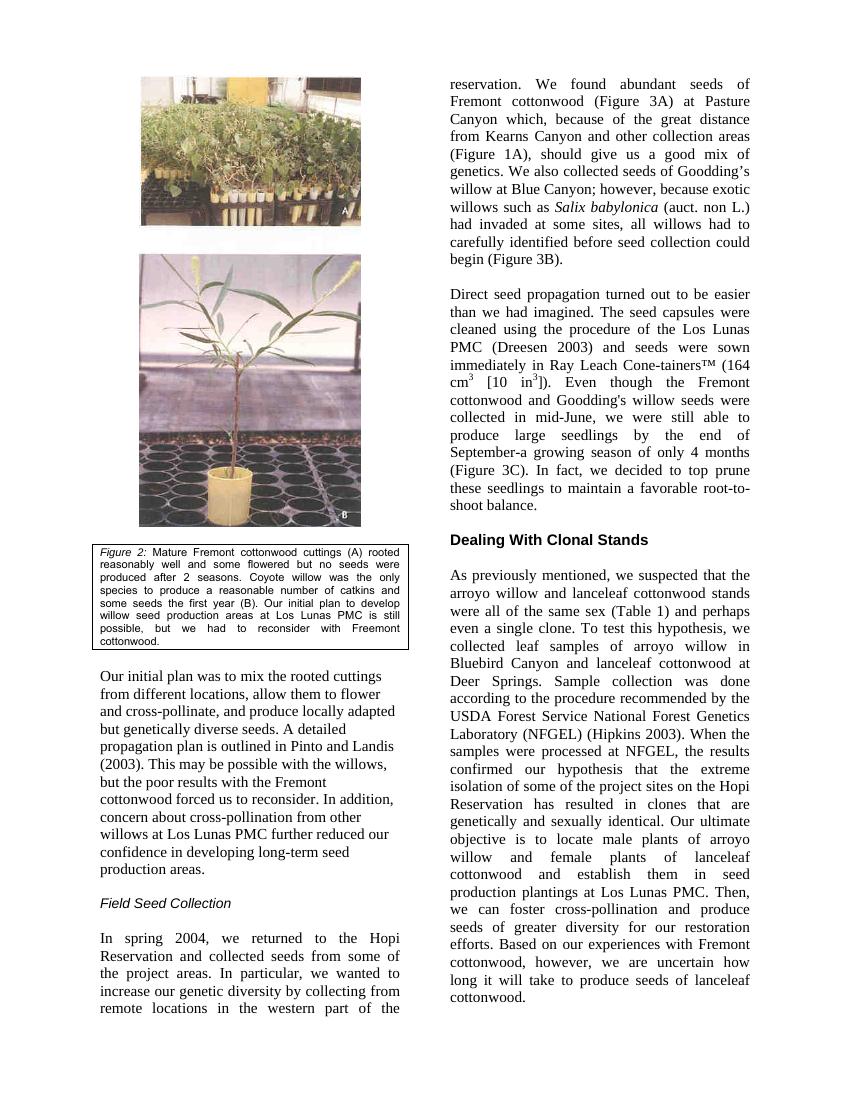 A
B
Figure 2: Mature Fremont cottonwood cuttings (A) rooted
reasonably well and some flowered but no seeds were
produced after 2 seasons. Coyote willow was the only
species to produce a reasonable number of catkins and
some seeds the first year (B). Our initial plan to develop
willow seed production areas at Los Lunas PMC is still
possible, but we had to reconsider with Freemont
cottonwood.
Our initial plan was to mix the rooted cuttings
from different locations, allow them to flower
and cross-pollinate, and produce locally adapted
but genetically diverse seeds. A detailed
propagation plan is outlined in Pinto and Landis
(2003). This may be possible with the willows,
but the poor results with the Fremont
cottonwood forced us to reconsider. In addition,
concern about cross-pollination from other
willows at Los Lunas PMC further reduced our
confidence in developing long-term seed
production areas.
Field Seed Collection
In spring 2004, we returned to the Hopi
Reservation and collected seeds from some of
the project areas. In particular, we wanted to
increase our genetic diversity by collecting from
remote locations in the western part of the
reservation. We found abundant seeds of
Fremont cottonwood (Figure 3A) at Pasture
Canyon which, because of the great distance
from Kearns Canyon and other collection areas
(Figure 1A), should give us a good mix of
genetics. We also collected seeds of Goodding’s
willow at Blue Canyon; however, because exotic
willows such as Salix babylonica (auct. non L.)
had invaded at some sites, all willows had to
carefully identified before seed collection could
begin (Figure 3B).
Direct seed propagation turned out to be easier
than we had imagined. The seed capsules were
cleaned using the procedure of the Los Lunas
PMC (Dreesen 2003) and seeds were sown
immediately in Ray Leach Cone-tainers™ (164
cm³ [10 in³]). Even though the Fremont
cottonwood and Goodding's willow seeds were
collected in mid-June, we were still able to
produce large seedlings by the end of
September-a growing season of only 4 months
(Figure 3C). In fact, we decided to top prune
these seedlings to maintain a favorable root-to-
shoot balance.
Dealing With Clonal Stands
As previously mentioned, we suspected that the
arroyo willow and lanceleaf cottonwood stands
were all of the same sex (Table 1) and perhaps
even a single clone. To test this hypothesis, we
collected leaf samples of arroyo willow in
Bluebird Canyon and lanceleaf cottonwood at
Deer Springs. Sample collection was done
according to the procedure recommended by the
USDA Forest Service National Forest Genetics
Laboratory (NFGEL) (Hipkins 2003). When the
samples were processed at NFGEL, the results
confirmed our hypothesis that the extreme
isolation of some of the project sites on the Hopi
Reservation has resulted in clones that are
genetically and sexually identical. Our ultimate
objective is to locate male plants of arroyo
willow and female plants of lanceleaf
cottonwood and establish them in seed
production plantings at Los Lunas PMC. Then,
we can foster cross-pollination and produce
seeds of greater diversity for our restoration
efforts. Based on our experiences with Fremont
cottonwood, however, we are uncertain how
long it will take to produce seeds of lanceleaf
cottonwood.